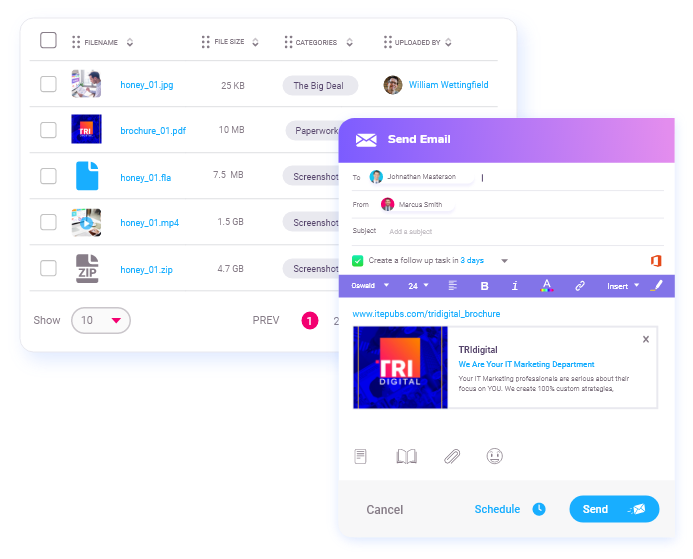 FILENAME FILE SIZE CATEGORIES UPLOADED BY
honey_01.jpg 25 KB The Big Deal William Wettingfield
TRI
brochure_01.pdf 10 MB Paperwork
honey_01.fla 7.5 MB Screenshot
honey_01.mp4 1.5 GB Screenshot
ZIP
honey_01.zip 4.7 GB Screenshot
Show 10 PREV 1 2
Send Email
To Johnathan Masterson
From Marcus Smith
Subject Add a subject
Create a follow up task in 3 days
Oswald 24 B i A Insert
www.itepubs.com/tridigital_brochure
TRI
DIGITAL
x
TRIdigital
We Are Your IT Marketing Department
Your IT Marketing professionals are serious about their
focus on YOU. We create 100% custom strategies,
Cancel Schedule Send